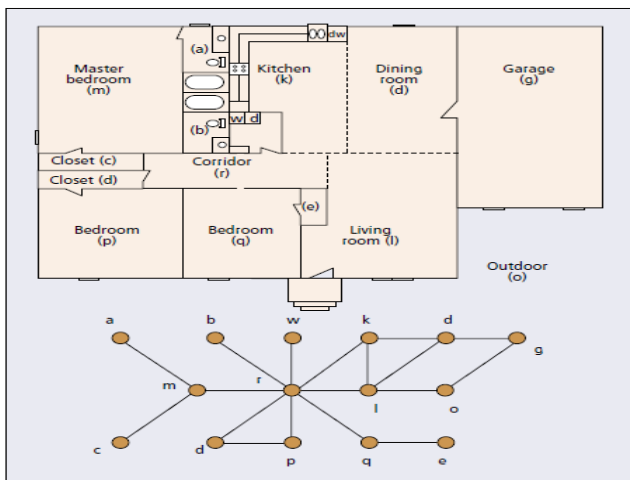 (a)
dw
Master
bedroom
(m)
Kitchen
(k)
Dining
room
(d)
Garage
(g)
w d
(b)
Closet (c)
Corridor
(r)
Closet (d)
(e)
Bedroom
(p)
Bedroom
(q)
Living
room (l)
Outdoor
(o)
a b w k d
g
m r l o
c d p q e